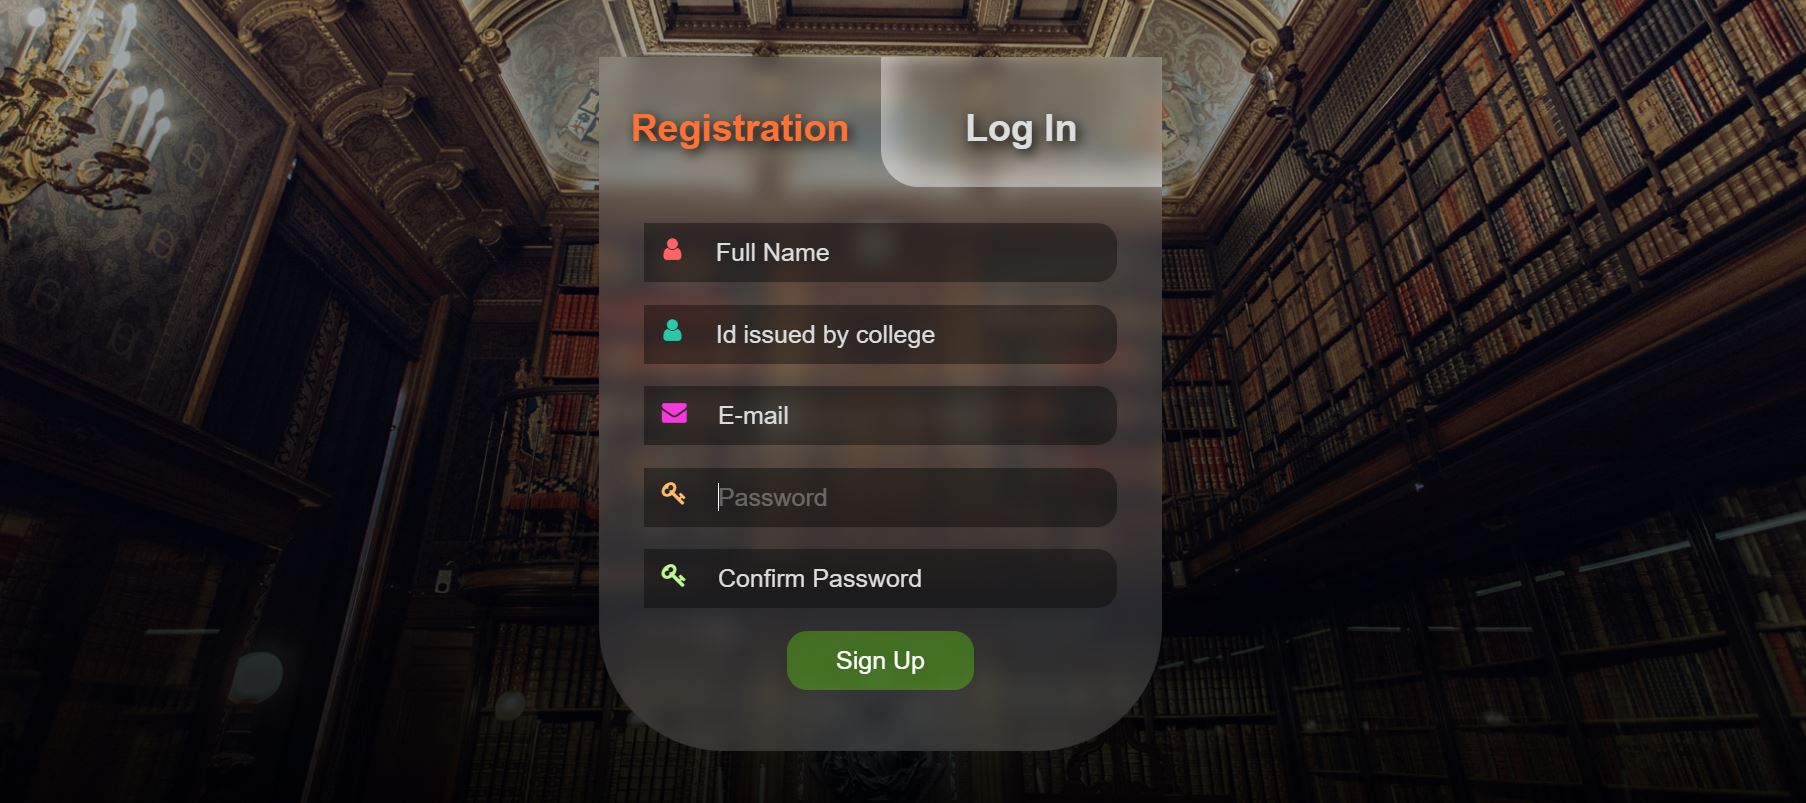 Registration
Log In
Full Name
Id issued by college
E-mail
Password
Confirm Password
Sign Up